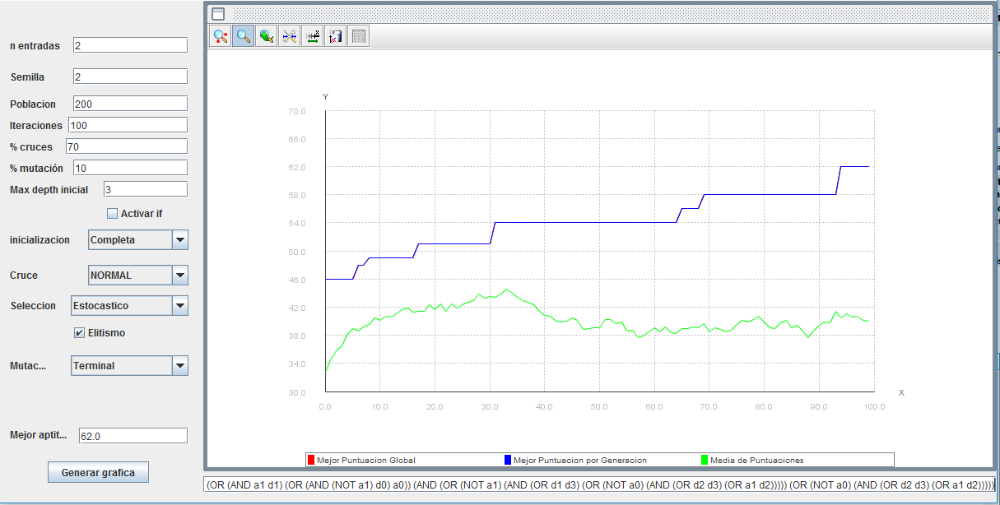 n entradas 2
Semilla 2
Poblacion 200
Iteraciones 100
% cruces 70
% mutación 10
Max depth inicial 3
Activar if
inicializacion Completa
Cruce NORMAL
Seleccion Estocastico
Elitismo
Mutac... Terminal
Mejor aptit... 62.0
Generar grafica
Y
70.0
66.0
62.0
58.0
54.0
50.0
46.0
42.0
38.0
34.0
30.0
X
0.0 10.0 20.0 30.0 40.0 50.0 60.0 70.0 80.0 90.0 100.0
Mejor Puntuacion Global Mejor Puntuacion por Generacion Media de Puntuaciones
(OR (AND a1 d1) (OR (AND (NOT a1) d0) a0)) (AND (OR (NOT a1) (AND (OR d1 d3) (OR (NOT a0) (AND (OR d2 d3) (OR a1 d2))))) (OR (NOT a0) (AND (OR d2 d3) (OR a1 d2)))))